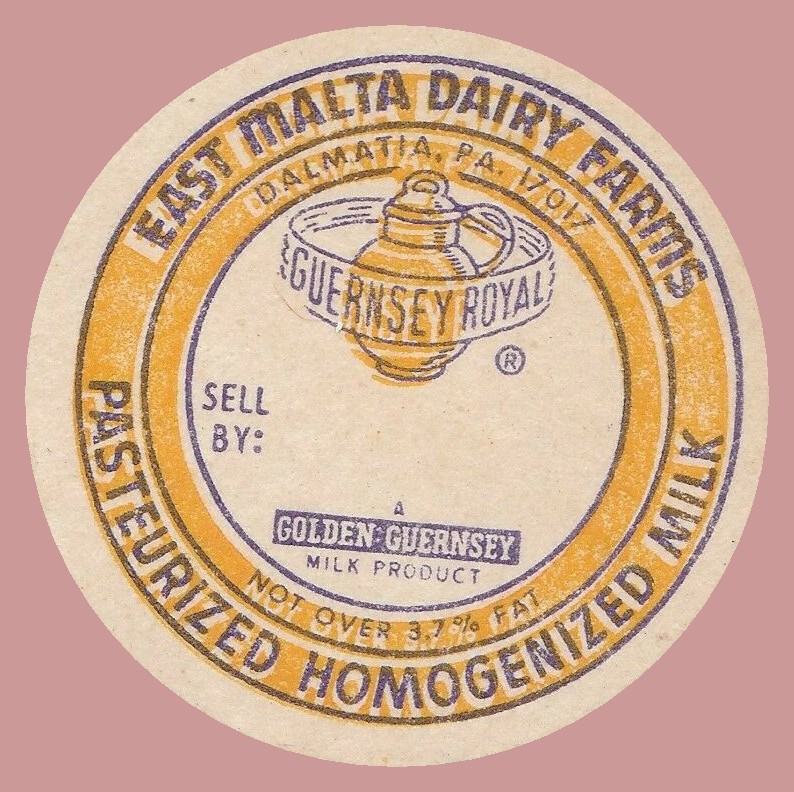 EAST MALTA DAIRY FARMS
DALMATIA, PA. 17017
GUERNSEY ROYAL
®
SELL
BY:
A
GOLDEN GUERNSEY
MILK PRODUCT
NOT OVER 3.7% FAT
PASTEURIZED HOMOGENIZED MILK